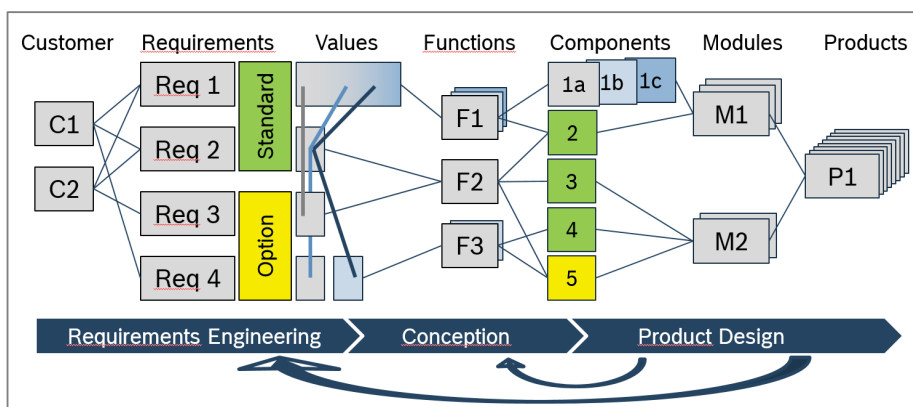 Customer Requirements Values Functions Components Modules Products
Req 1
Req 2
Req 3
Req 4
C1
C2
Standard
Option
F1
F2
F3
1a
1b
1c
2
3
4
5
M1
M2
P1
Requirements Engineering
Conception
Product Design